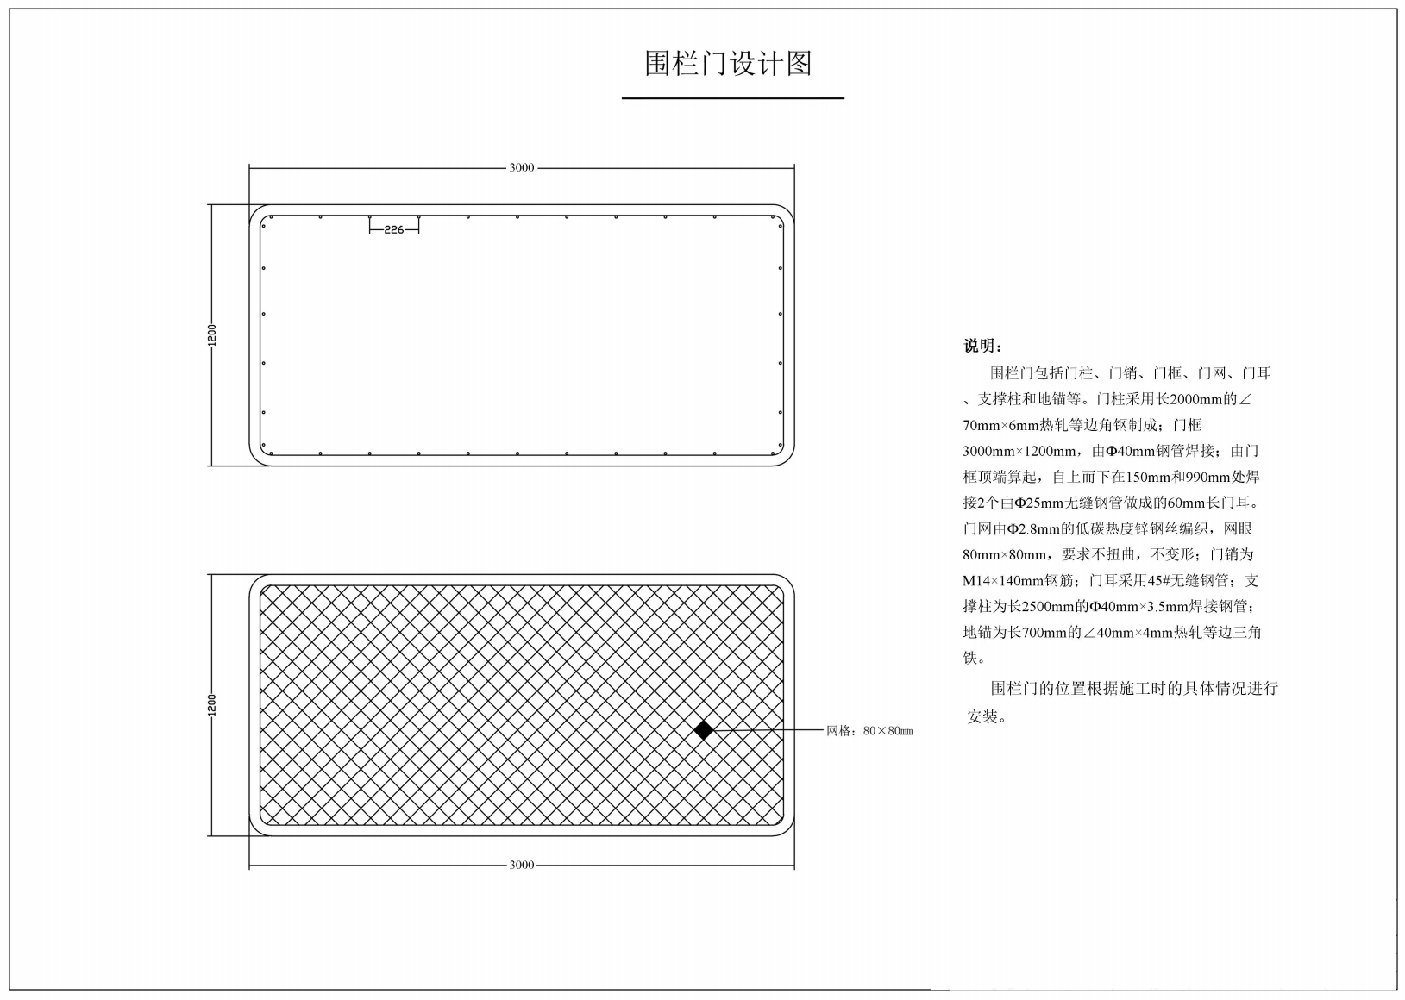 围栏门设计图
3000
226
1200
说明：
围栏门包括门柱、门销、门框、门网、门耳
、支撑柱和地锚等。门柱采用长2000mm的∠
70mm×6mm热轧等边角钢制成；门框
3000mm×1200mm，由Φ40mm钢管焊接；由门
框顶端算起，自上而下在150mm和990mm处焊
接2个由Φ25mm无缝钢管做成的60mm长门耳。
门网由Φ2.8mm的低碳热度锌钢丝编织，网眼
80mm×80mm，要求不扭曲，不变形；门销为
M14×140mm钢筋；门耳采用45#无缝钢管；支
撑柱为长2500mm的Φ40mm×3.5mm焊接钢管；
地锚为长700mm的∠40mm×4mm热轧等边三角
铁。
围栏门的位置根据施工时的具体情况进行
安装。
1200
网格：80×80mm
3000